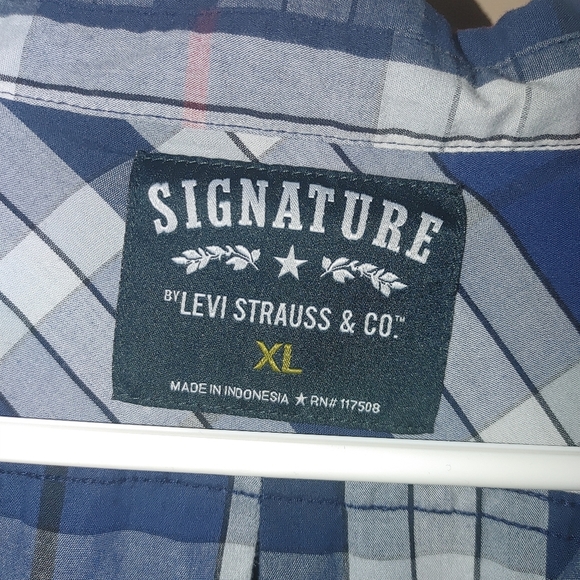 SIGNATURE
BY LEVI STRAUSS & CO.™
XL
MADE IN INDONESIA ★ RN# 117508